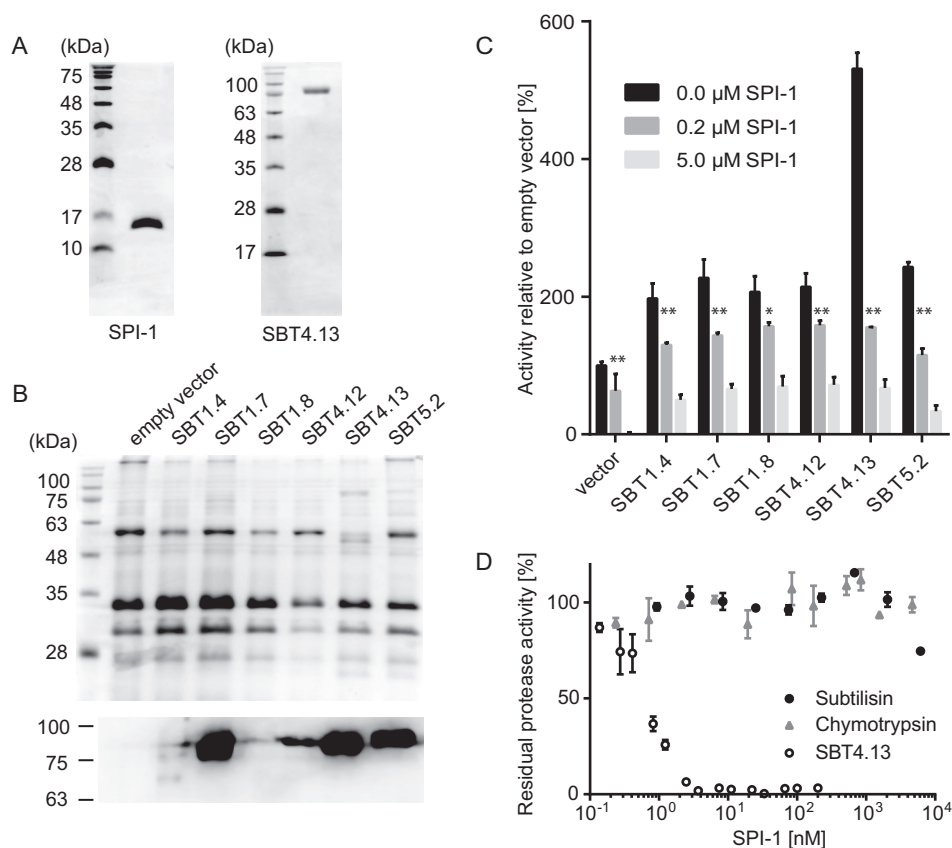 A
(kDa)
75
48
35
28
17
10
SPI-1
(kDa)
100
63
48
35
28
17
SBT4.13
B
(kDa)
empty vector
SBT1.4
SBT1.7
SBT1.8
SBT4.12
SBT4.13
SBT5.2
100
75
63
48
35
28
100
75
63
C
Activity relative to empty vector [%]
600
400
200
0
0.0 µM SPI-1
0.2 µM SPI-1
5.0 µM SPI-1
** ** ** * ** ** **
vector
SBT1.4
SBT1.7
SBT1.8
SBT4.12
SBT4.13
SBT5.2
D
Residual protease activity [%]
100
50
0
Subtilisin
Chymotrypsin
SBT4.13
10⁻¹ 10⁰ 10¹ 10² 10³ 10⁴
SPI-1 [nM]